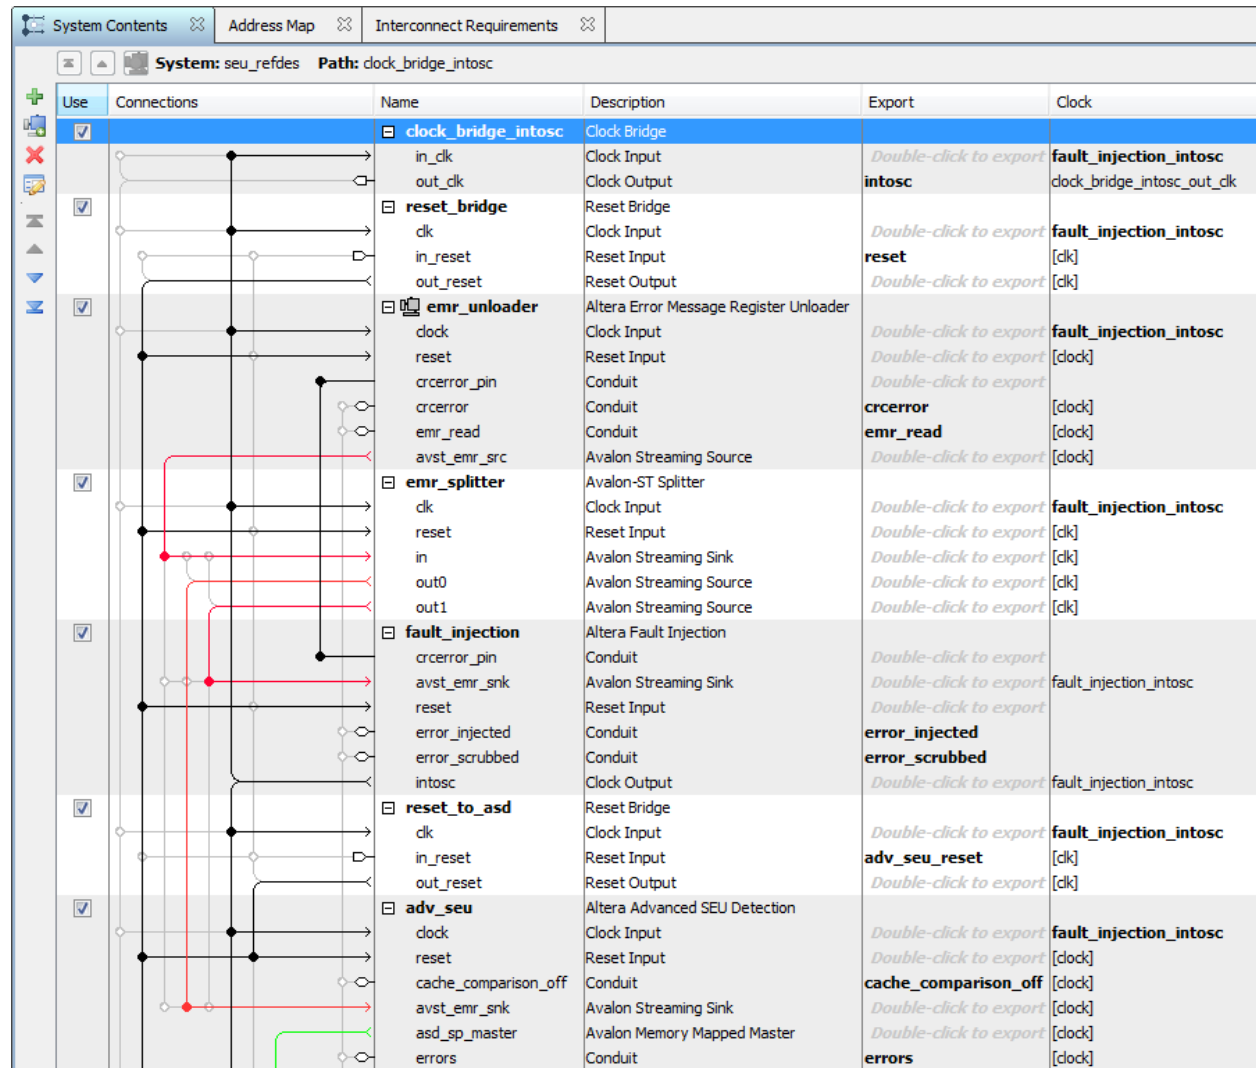 System Contents Address Map Interconnect Requirements
System: seu_refdes Path: clock_bridge_intosc
Use Connections Name Description Export Clock
clock_bridge_intosc Clock Bridge
in_clk Clock Input Double-click to export fault_injection_intosc
out_clk Clock Output intosc clock_bridge_intosc_out_clk
reset_bridge Reset Bridge
clk Clock Input Double-click to export fault_injection_intosc
in_reset Reset Input reset [clk]
out_reset Reset Output Double-click to export [clk]
emr_unloader Altera Error Message Register Unloader
clock Clock Input Double-click to export fault_injection_intosc
reset Reset Input Double-click to export [clock]
crcerror_pin Conduit Double-click to export
crcerror Conduit crcerror [clock]
emr_read Conduit emr_read [clock]
avst_emr_src Avalon Streaming Source Double-click to export [clock]
emr_splitter Avalon-ST Splitter
clk Clock Input Double-click to export fault_injection_intosc
reset Reset Input Double-click to export [clk]
in Avalon Streaming Sink Double-click to export [clk]
out0 Avalon Streaming Source Double-click to export [clk]
out1 Avalon Streaming Source Double-click to export [clk]
fault_injection Altera Fault Injection
crcerror_pin Conduit Double-click to export
avst_emr_snk Avalon Streaming Sink Double-click to export fault_injection_intosc
reset Reset Input Double-click to export
error_injected Conduit error_injected
error_scrubbed Conduit error_scrubbed
intosc Clock Output Double-click to export fault_injection_intosc
reset_to_asd Reset Bridge
clk Clock Input Double-click to export fault_injection_intosc
in_reset Reset Input adv_seu_reset [clk]
out_reset Reset Output Double-click to export [clk]
adv_seu Altera Advanced SEU Detection
clock Clock Input Double-click to export fault_injection_intosc
reset Reset Input Double-click to export [clock]
cache_comparison_off Conduit cache_comparison_off [clock]
avst_emr_snk Avalon Streaming Sink Double-click to export [clock]
asd_sp_master Avalon Memory Mapped Master Double-click to export [clock]
errors Conduit errors [clock]